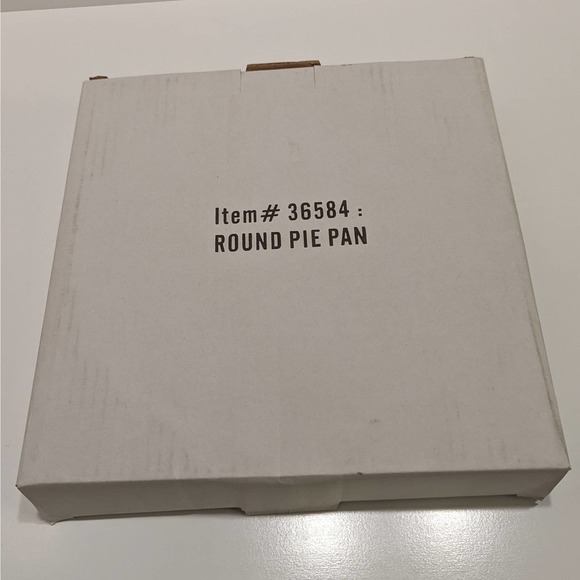 Item# 36584 :
ROUND PIE PAN